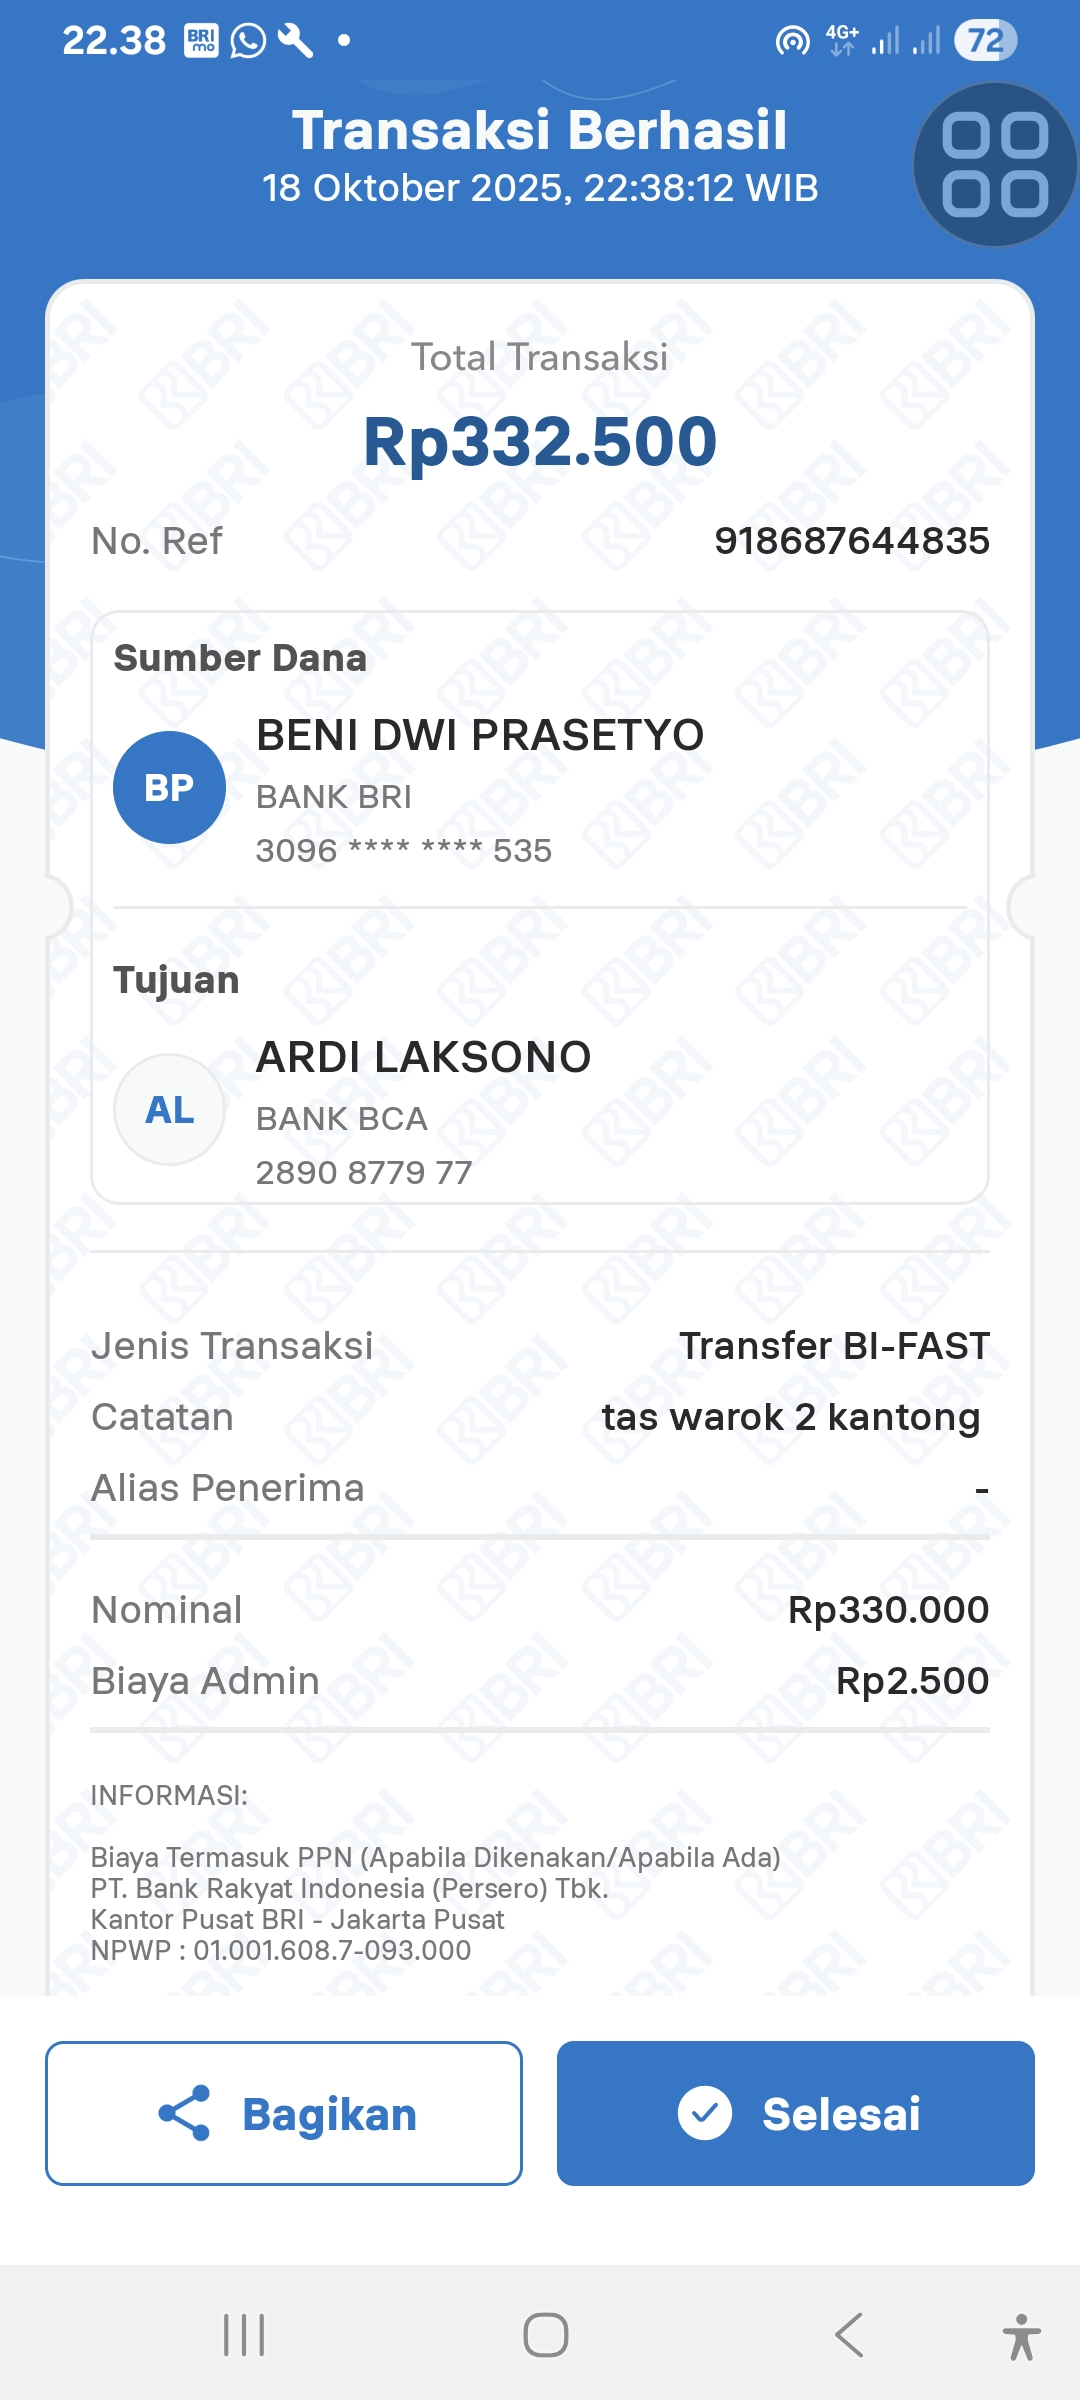 22.38 BRI mo 4G+ 72
Transaksi Berhasil
18 Oktober 2025, 22:38:12 WIB
Total Transaksi
Rp332.500
No. Ref 918687644835
Sumber Dana
BP
BENI DWI PRASETYO
BANK BRI
3096 **** **** 535
Tujuan
AL
ARDI LAKSONO
BANK BCA
2890 8779 77
Jenis Transaksi Transfer BI-FAST
Catatan tas warok 2 kantong
Alias Penerima -
Nominal Rp330.000
Biaya Admin Rp2.500
INFORMASI:
Biaya Termasuk PPN (Apabila Dikenakan/Apabila Ada)
PT. Bank Rakyat Indonesia (Persero) Tbk.
Kantor Pusat BRI - Jakarta Pusat
NPWP : 01.001.608.7-093.000
Bagikan Selesai